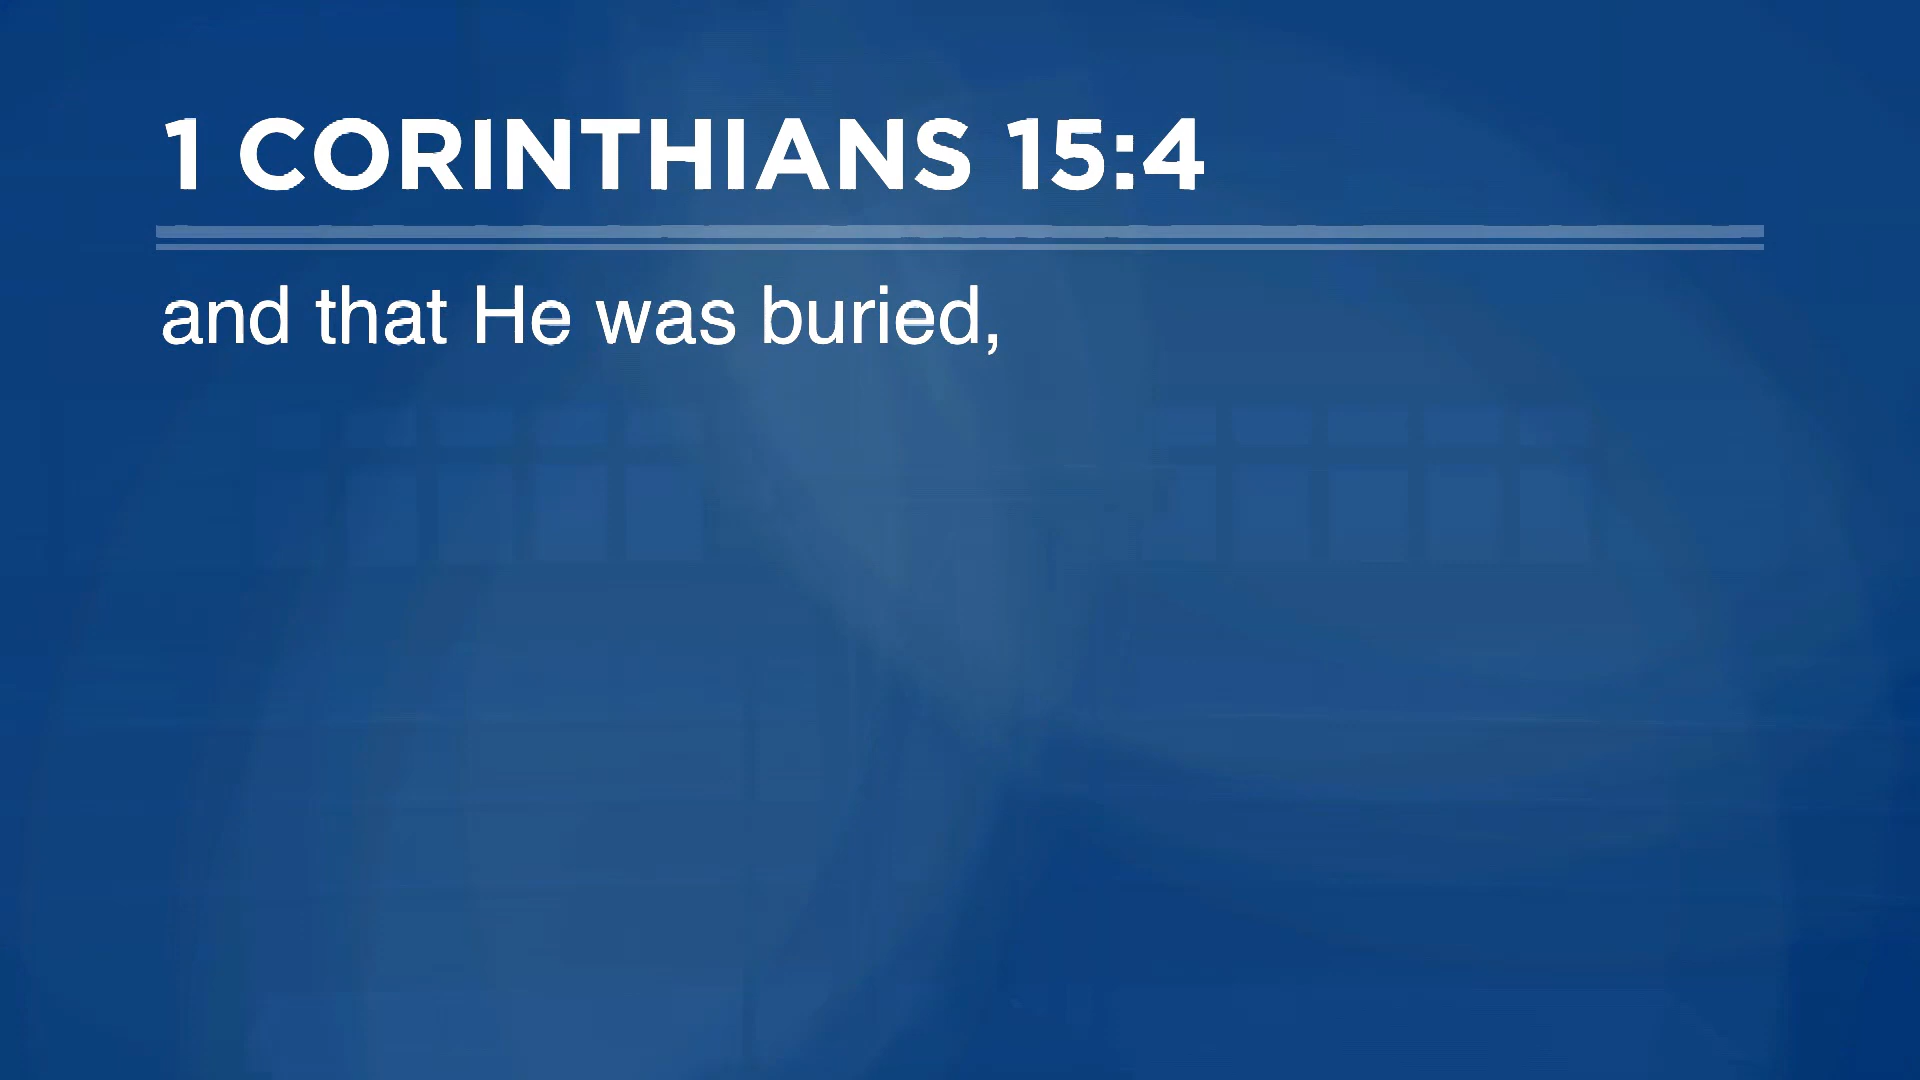 1 CORINTHIANS 15:4
and that He was buried,